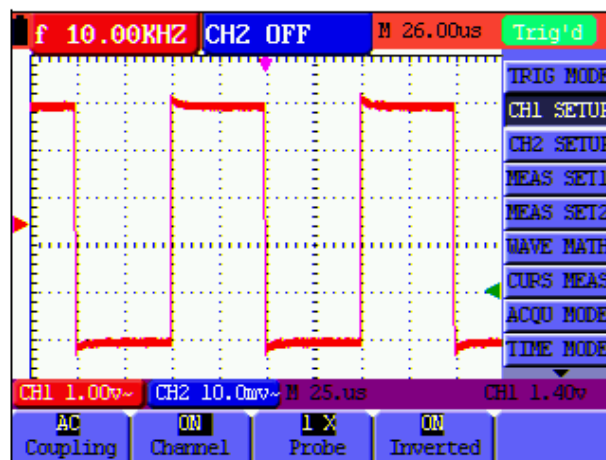 f 10.00KHZ CH2 OFF M 26.00us Trig'd
TRIG MODE
CH1 SETUP
CH2 SETUP
MEAS SET1
MEAS SET2
WAVE MATH
CURS MEAS
ACQU MODE
TIME MODE
CH1 1.00v~ CH2 10.0mv~ M 25.us CH1 1.40v
AC ON 1 X ON
Coupling Channel Probe Inverted